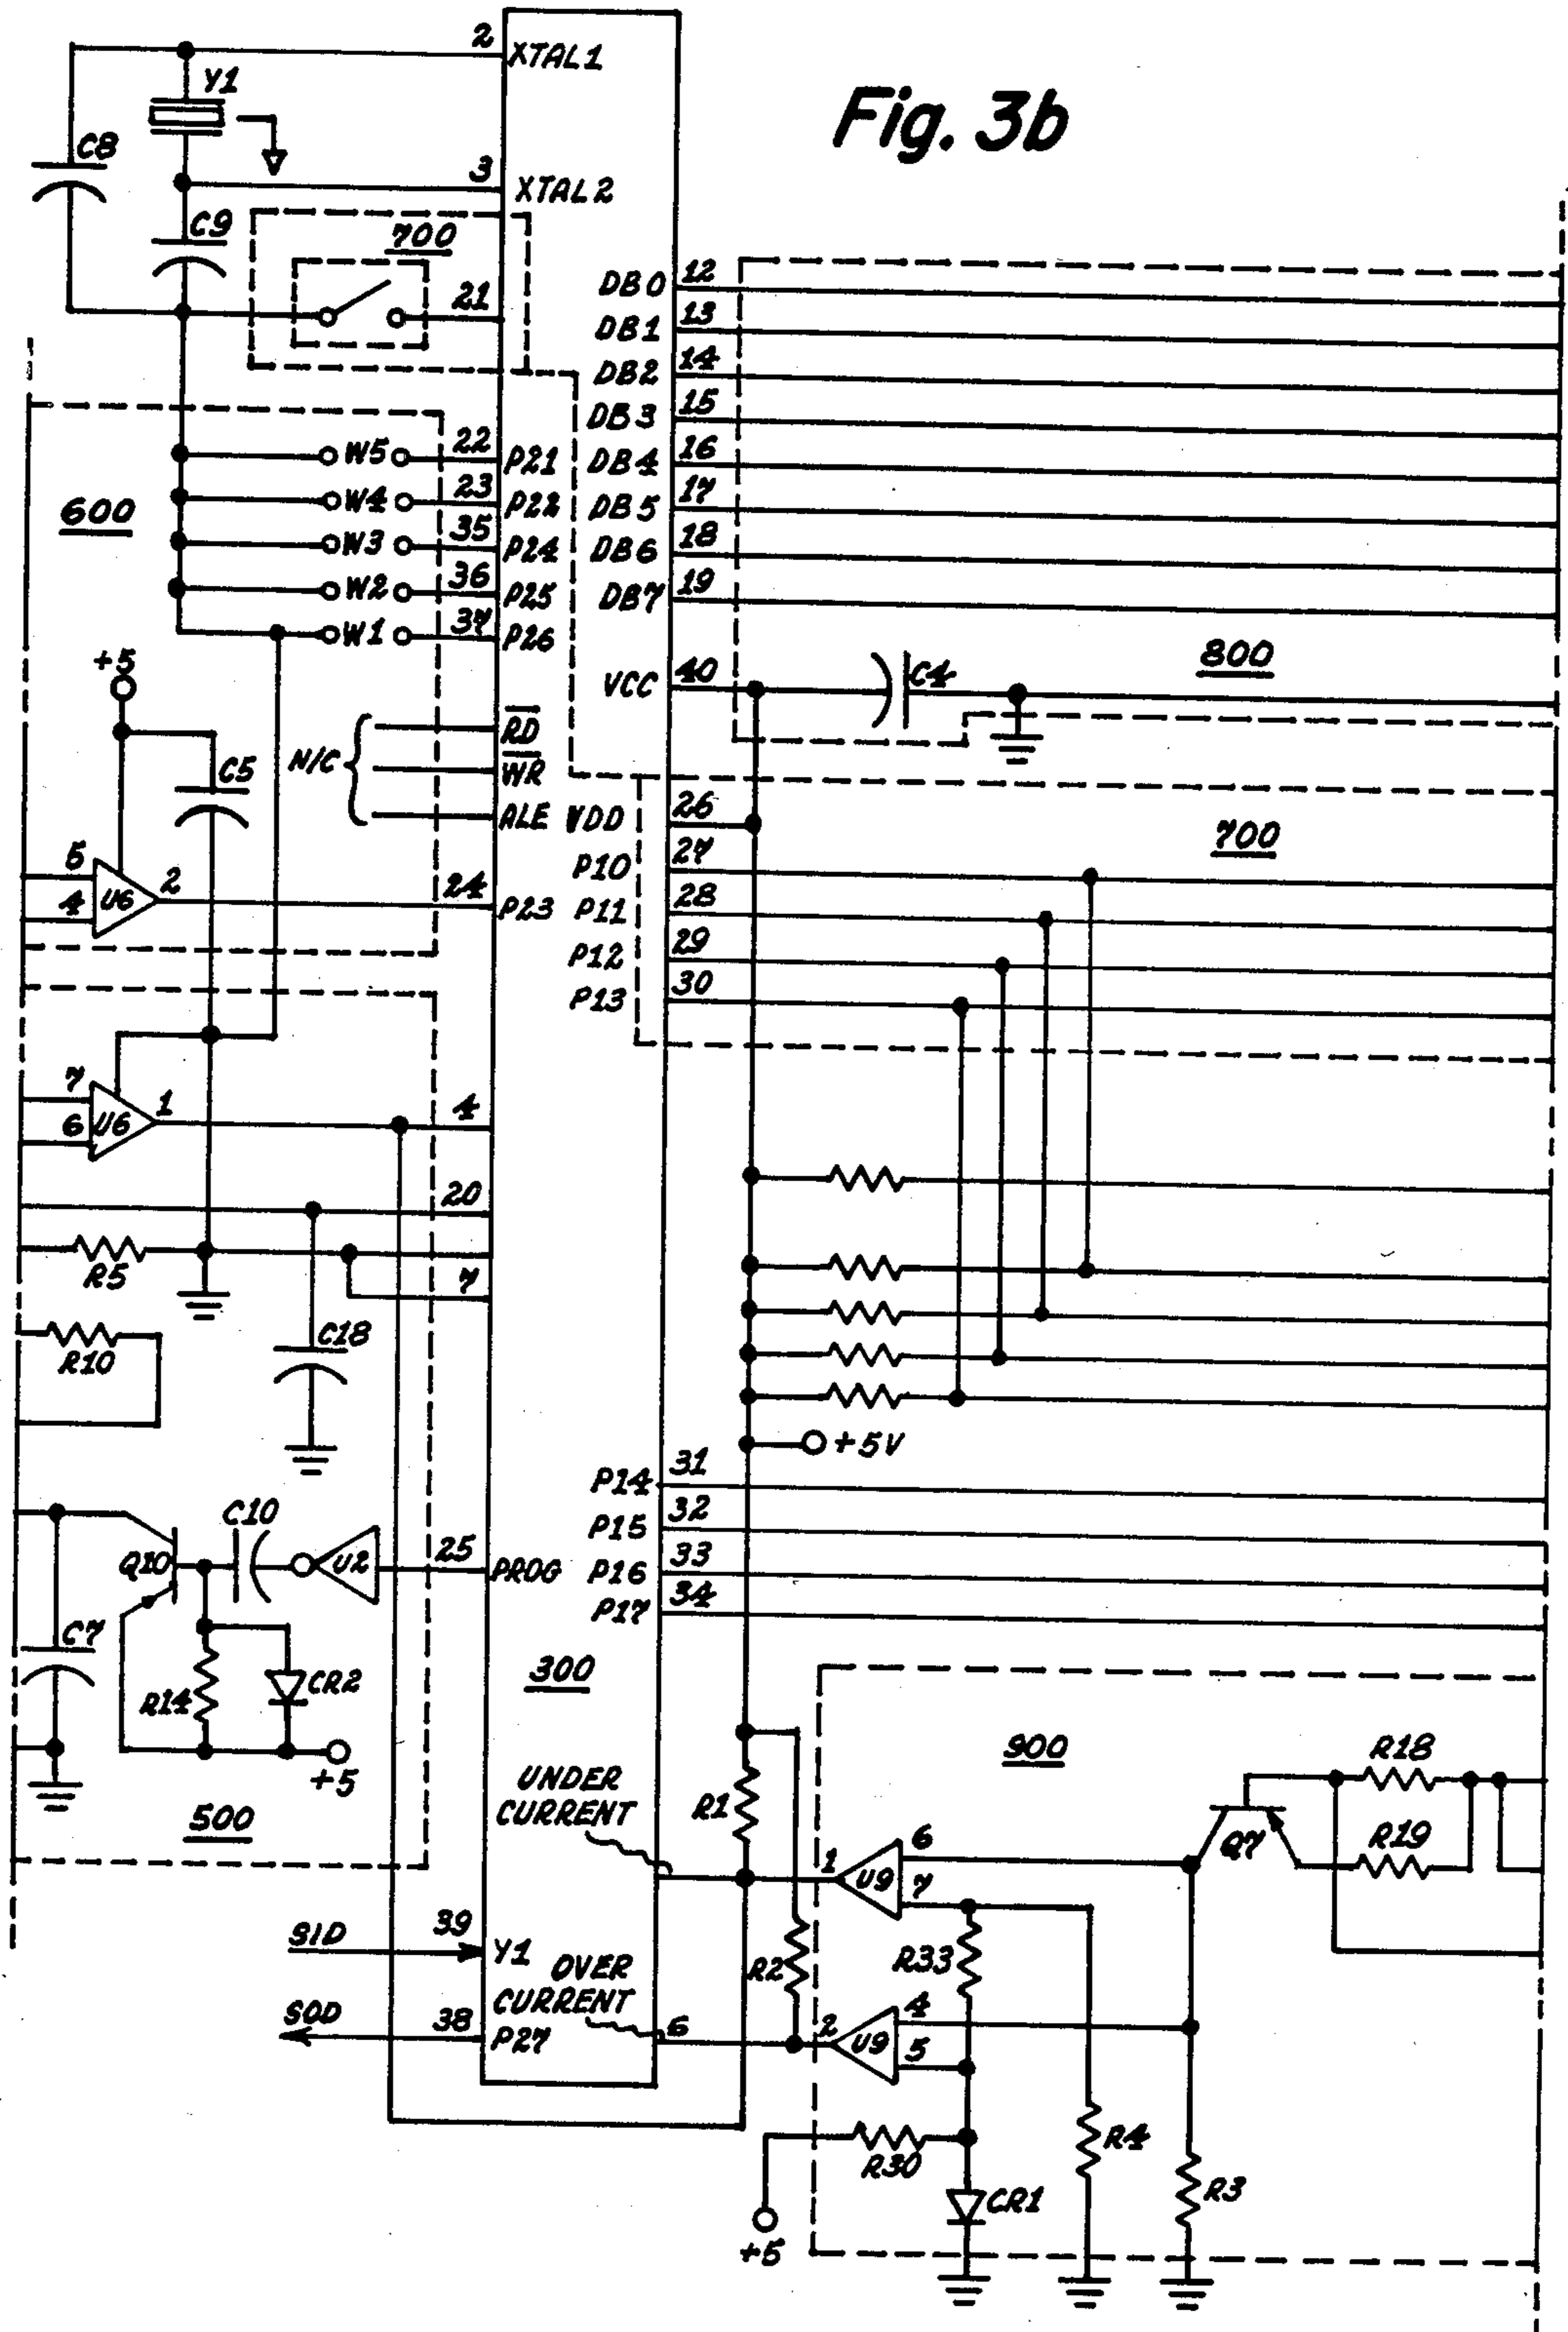 Fig. 3b
2
XTAL1
Y1
C8
3
XTAL2
C9
700
21
DB0 12
DB1 13
DB2 14
DB3 15
DB4 16
DB5 17
DB6 18
DB7 19
600
W5 22 P21
W4 23 P22
W3 35 P24
W2 36 P25
W1 37 P26
+5
VCC 40
C4
800
N/C
RD
WR
ALE
C5
VDD 26
700
P10 27
P11 28
P12 29
P13 30
5
4
U6
2
24
P23
7
6
U6
1
4
20
R5
7
R10
C18
+5V
P14 31
P15 32
P16 33
P17 34
C10
Q10
U2
25
PROG
C7
R14
CR2
+5
500
300
900
R18
R19
Q7
UNDER
CURRENT
R1
1
U9
6
7
SID
39
Y1
OVER
CURRENT
R2
R33
SOD
38
P27
6
2
U9
4
5
R30
R4
CR1
R3
+5